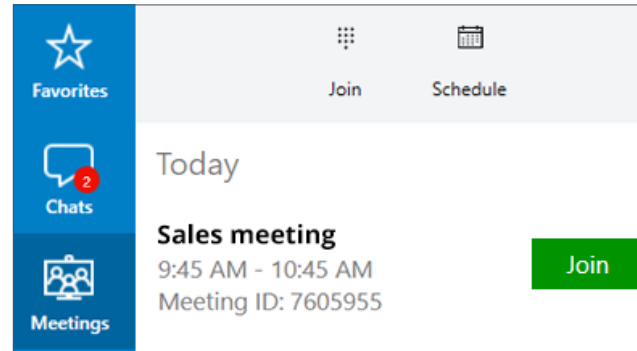 Favorites
Join
Schedule
2
Chats
Meetings
Today
Sales meeting
9:45 AM - 10:45 AM
Meeting ID: 7605955
Join